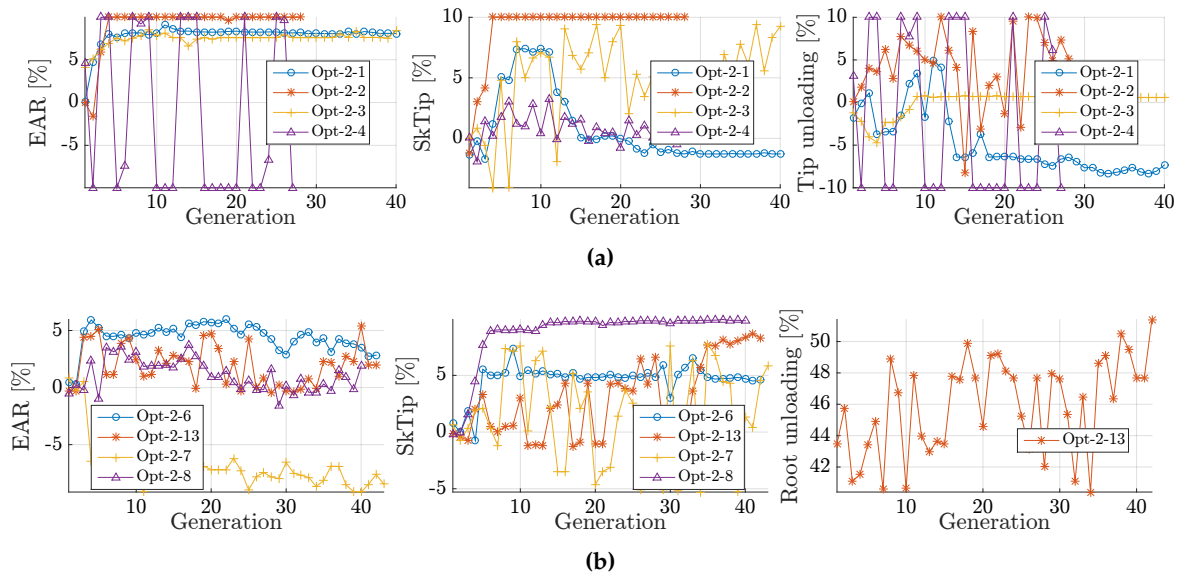 EAR [%]
5
0
-5
10
20
30
40
Generation
Opt-2-1
Opt-2-2
Opt-2-3
Opt-2-4
SkTip [%]
10
5
0
10
20
30
40
Generation
Opt-2-1
Opt-2-2
Opt-2-3
Opt-2-4
Tip unloading [%]
10
5
0
-5
-10
10
20
30
40
Generation
Opt-2-1
Opt-2-2
Opt-2-3
Opt-2-4
(a)
EAR [%]
5
0
-5
10
20
30
40
Generation
Opt-2-6
Opt-2-13
Opt-2-7
Opt-2-8
SkTip [%]
5
0
-5
10
20
30
40
Generation
Opt-2-6
Opt-2-13
Opt-2-7
Opt-2-8
Root unloading [%]
50
48
46
44
42
10
20
30
40
Generation
Opt-2-13
(b)